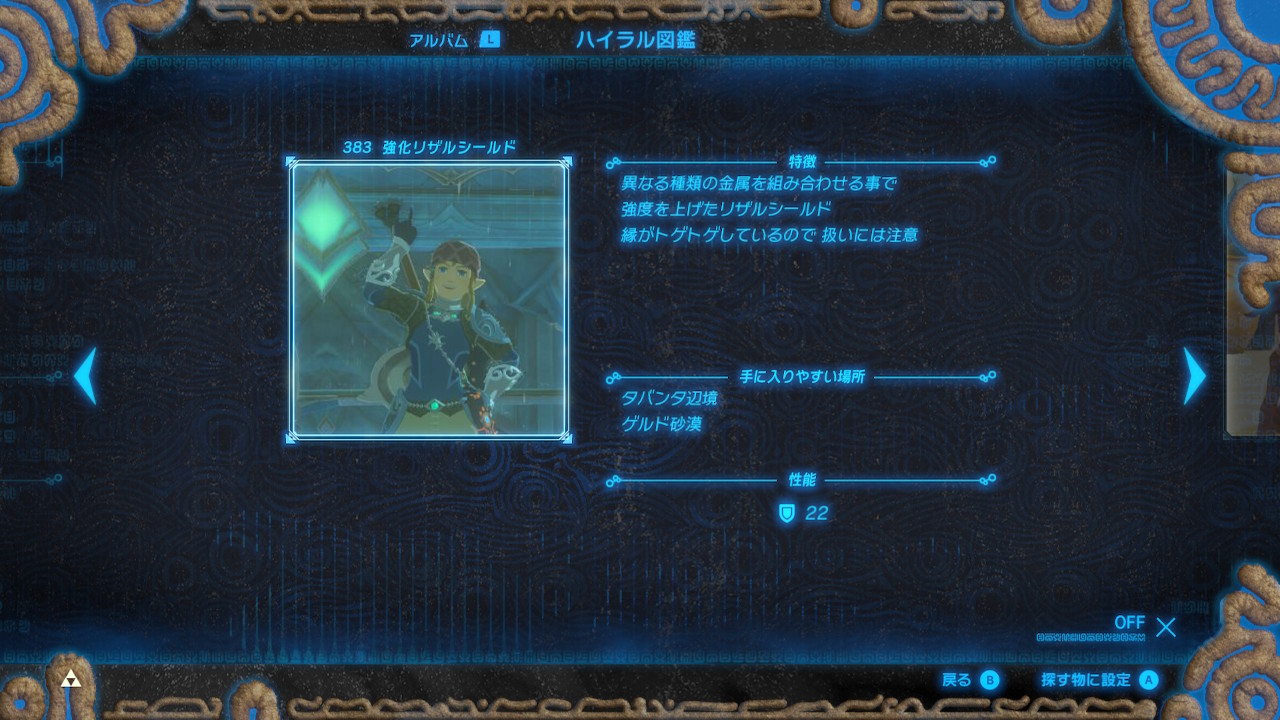 アルバム L
ハイラル図鑑
383 強化リザルシールド
特徴
異なる種類の金属を組み合わせる事で
強度を上げたリザルシールド
縁がトゲトゲしているので 扱いには注意
手に入りやすい場所
タバンタ辺境
ゲルド砂漠
性能
22
OFF
戻る B
探す物に設定 A